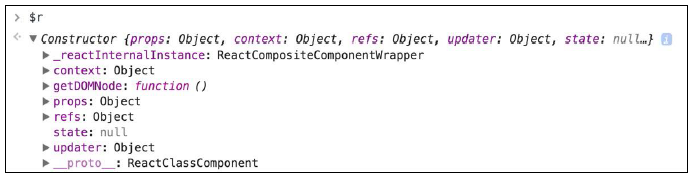 > $r
<· ▼ Constructor {props: Object, context: Object, refs: Object, updater: Object, state: null…} i
▶ _reactInternalInstance: ReactCompositeComponentWrapper
▶ context: Object
▶ getDOMNode: function ()
▶ props: Object
▶ refs: Object
state: null
▶ updater: Object
▶ __proto__: ReactClassComponent